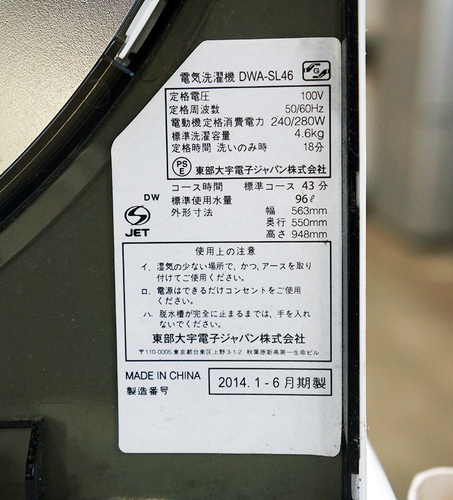 電気洗濯機 DWA-SL46
G
定格電圧 100V
定格周波数 50/60Hz
電動機定格消費電力 240/280W
標準洗濯容量 4.6kg
定格時間 洗いのみ時 18分
PS
E
東部大宇電子ジャパン株式会社
コース時間 標準コース 43分
標準使用水量 96ℓ
外形寸法 幅 563mm
奥行 550mm
高さ 948mm
DW
JET
使用上の注意
イ. 湿気の少ない場所で、かつ、アースを取り
付けてご使用ください。
ロ. 電源はできるだけコンセントをご使用
ください。
ハ. 脱水槽が完全に止まるまでは、手を入れ
ないでください。
東部大宇電子ジャパン株式会社
〒110-0005 東京都台東区上野3-1-2 秋葉原新高第一生命ビル
MADE IN CHINA
製造番号
2014.1-6月期製